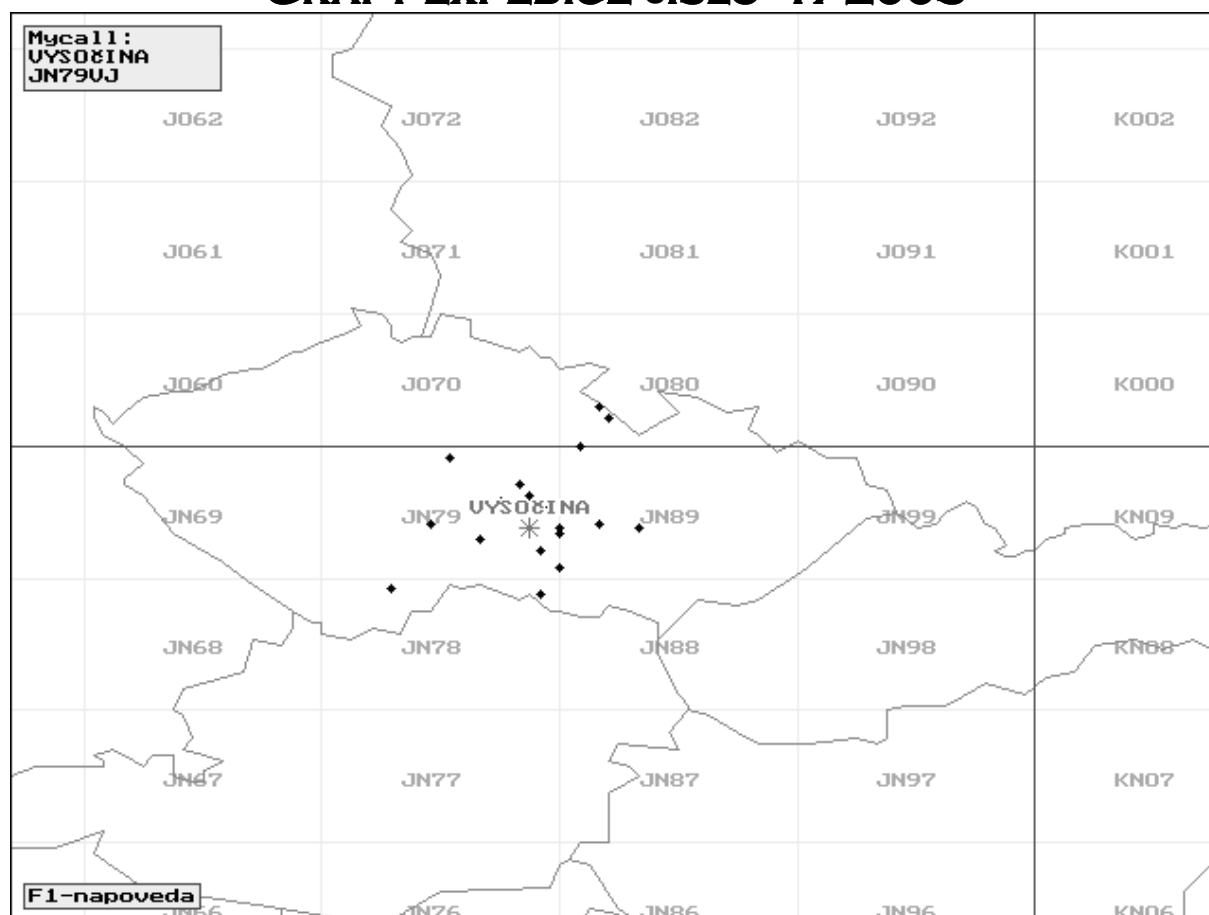 Mycall:
VYSOčINA
JN79VJ
JO62 JO72 JO82 JO92 KO02
JO61 JO71 JO81 JO91 KO01
JO60 JO70 JO80 JO90 KO00
VYSOčINA
JN69 JN79 JN89 JN99 KN09
JN68 JN78 JN88 JN98 KN08
JN67 JN77 JN87 JN97 KN07
F1-napoveda
JN66 JN76 JN86 JN96 KN06